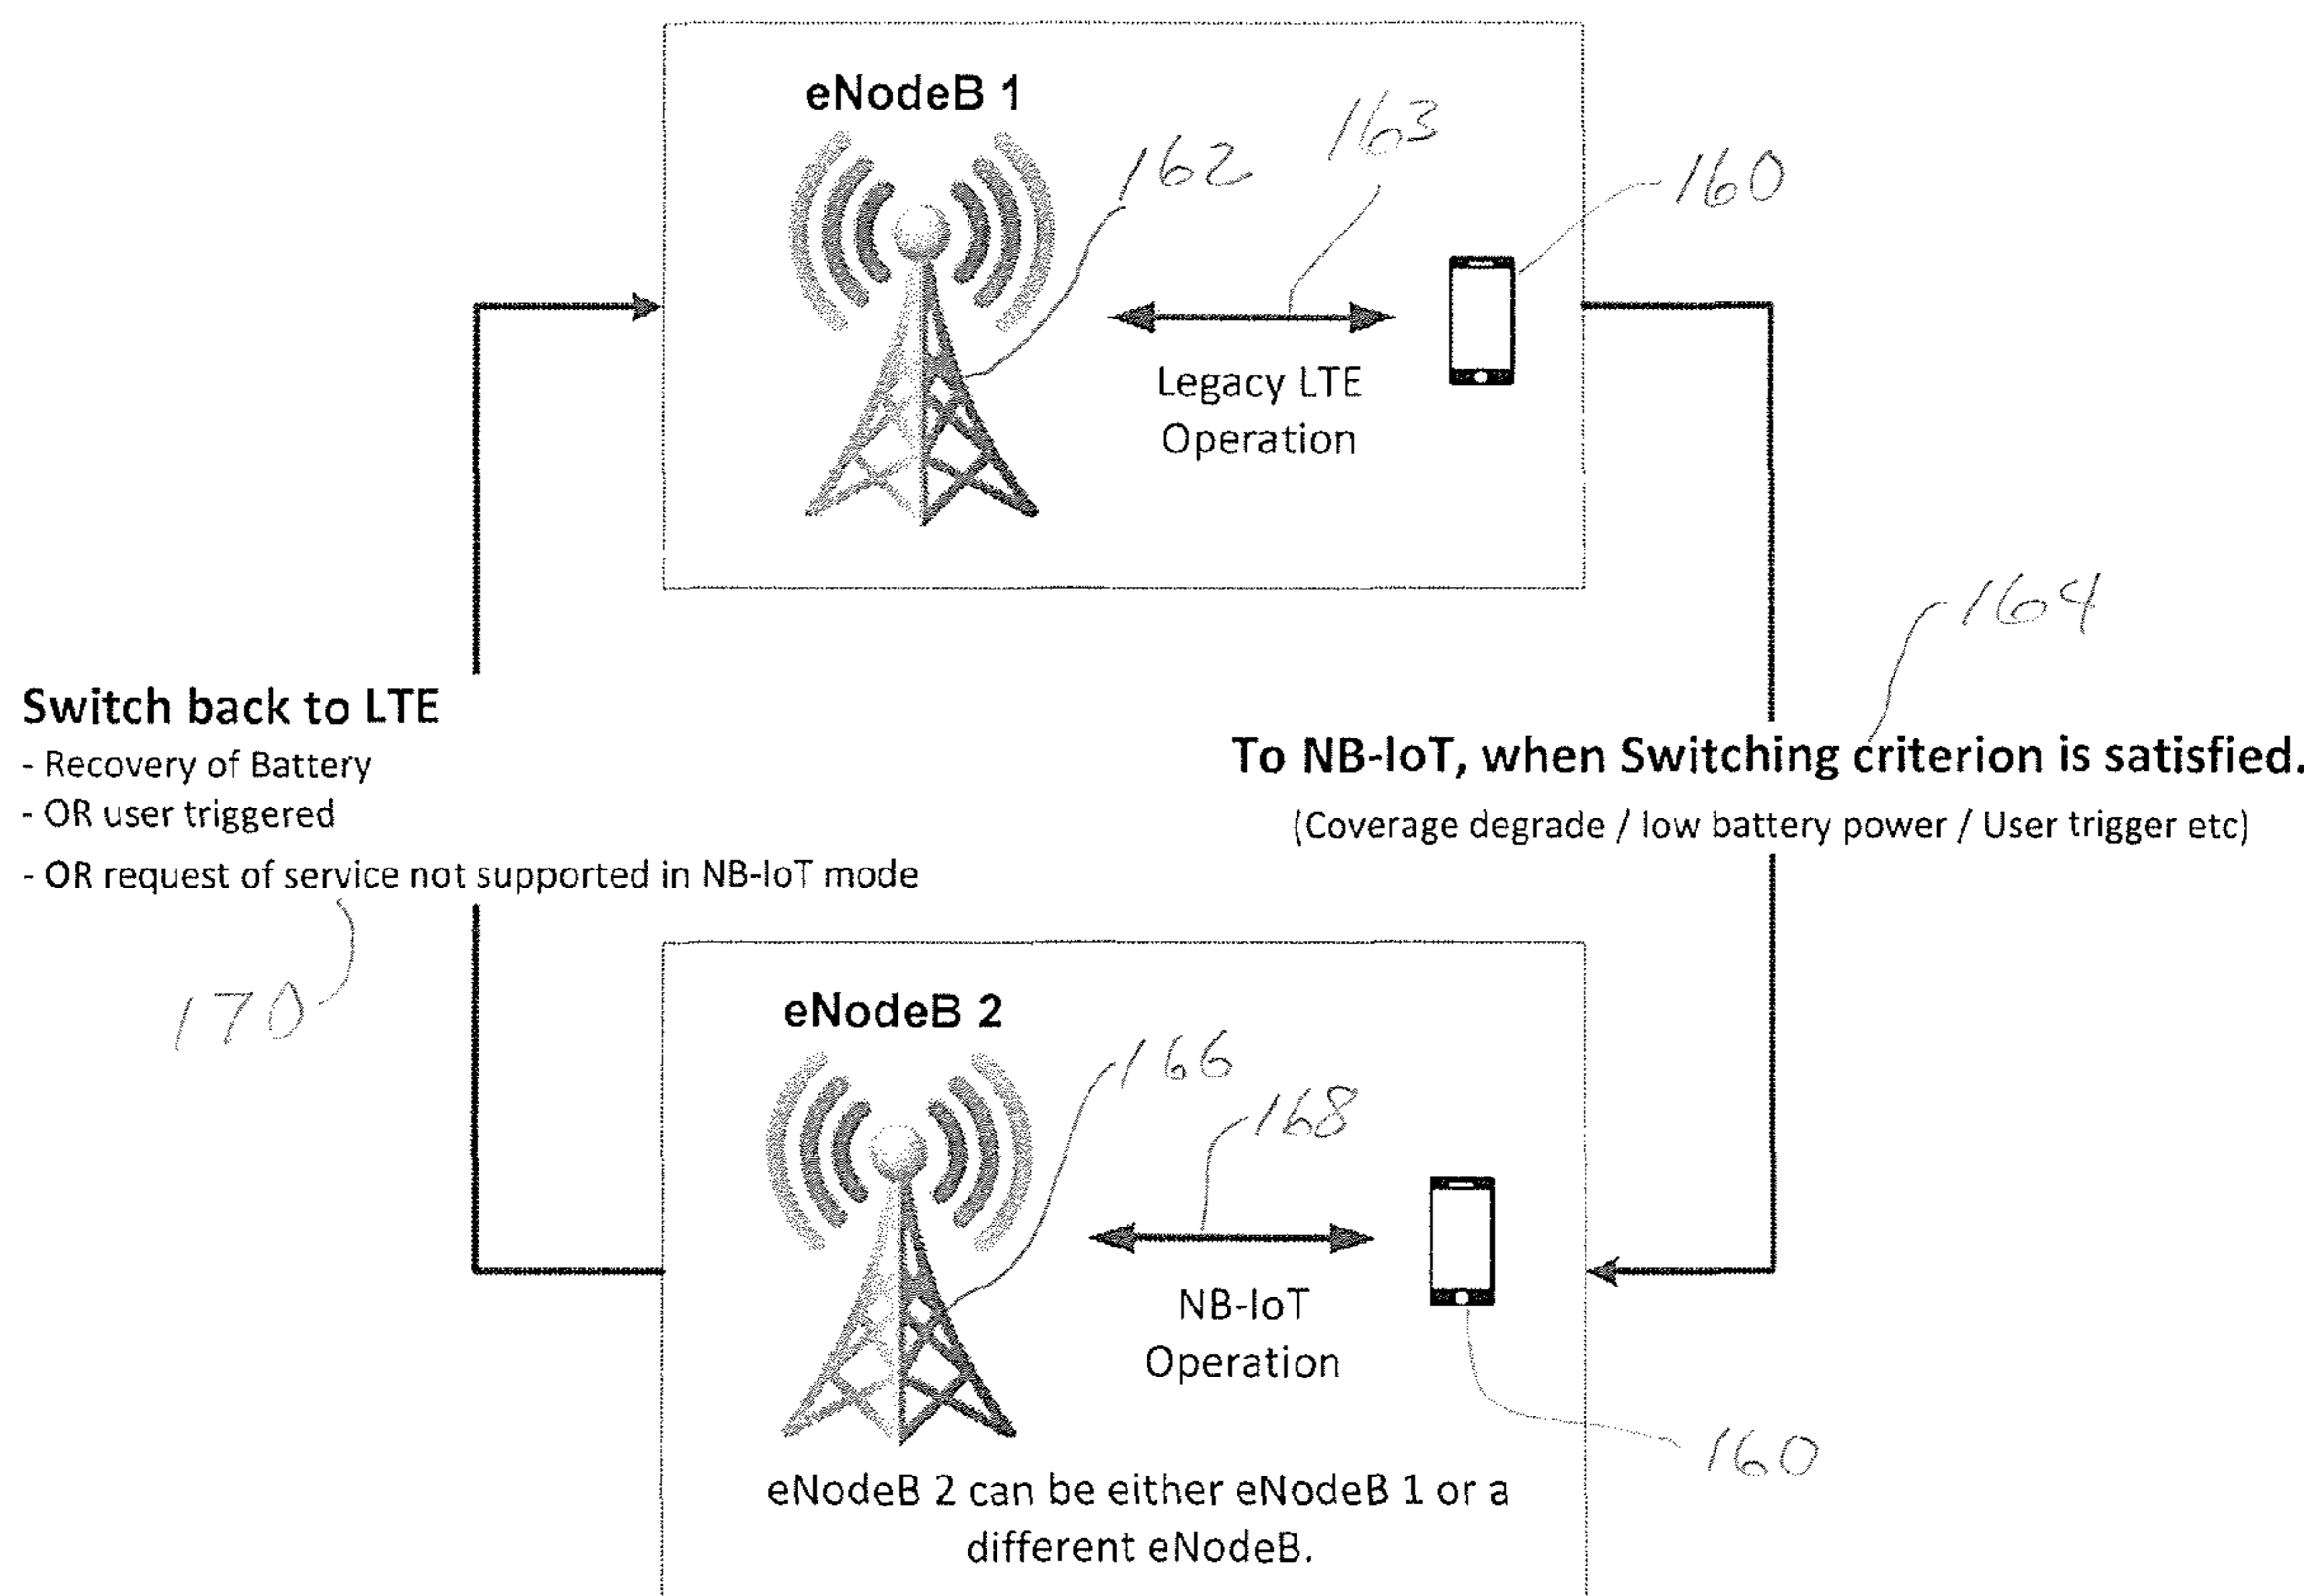 eNodeB 1
162
163
160
Legacy LTE
Operation
164
Switch back to LTE
- Recovery of Battery
- OR user triggered
- OR request of service not supported in NB-IoT mode
170
To NB-IoT, when Switching criterion is satisfied.
(Coverage degrade / low battery power / User trigger etc)
eNodeB 2
166
168
NB-IoT
Operation
160
eNodeB 2 can be either eNodeB 1 or a
different eNodeB.